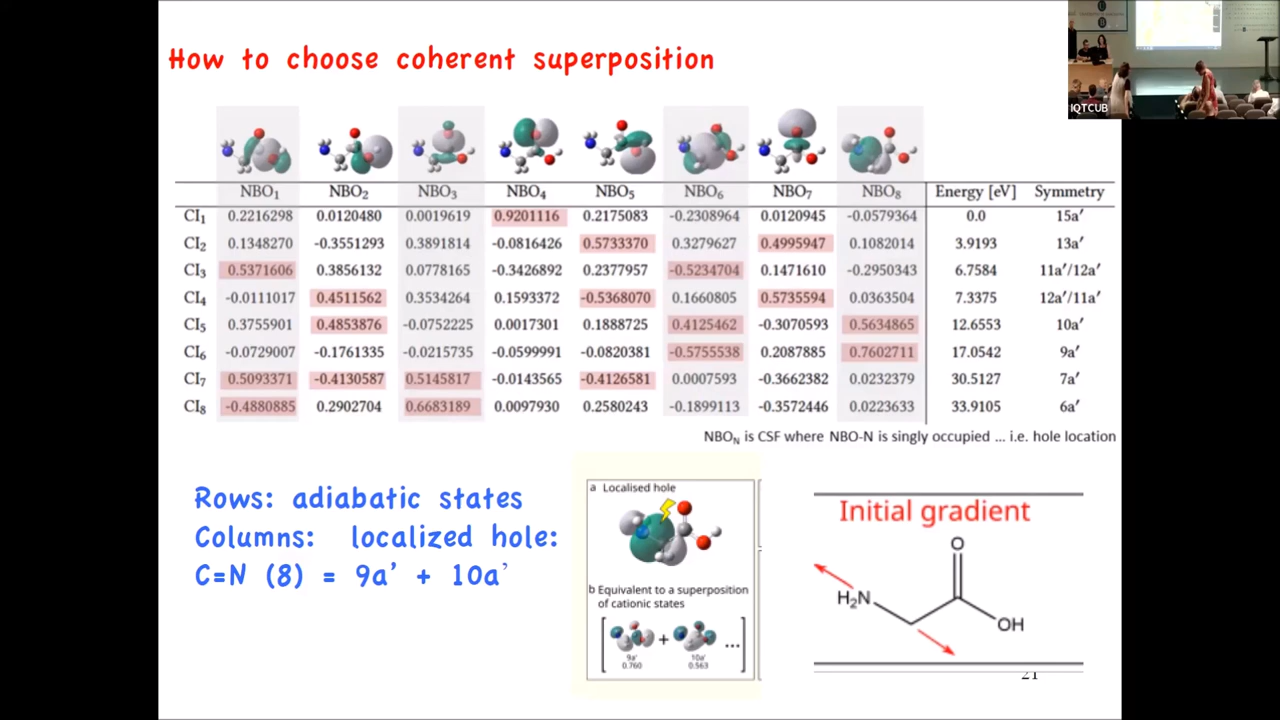 How to choose coherent superposition
IQTCUB
NBO₁ NBO₂ NBO₃ NBO₄ NBO₅ NBO₆ NBO₇ NBO₈ Energy [eV] Symmetry
CI₁ 0.2216298 0.0120480 0.0019619 0.9201116 0.2175083 -0.2308964 0.0120945 -0.0579364 0.0 15a′
CI₂ 0.1348270 -0.3551293 0.3891814 -0.0816426 0.5733370 0.3279627 0.4995947 0.1082014 3.9193 13a′
CI₃ 0.5371606 0.3856132 0.0778165 -0.3426892 0.2377957 -0.5234704 0.1471610 -0.2950343 6.7584 11a′/12a′
CI₄ -0.0111017 0.4511562 0.3534264 0.1593372 -0.5368070 0.1660805 0.5735594 0.0363504 7.3375 12a′/11a′
CI₅ 0.3755901 0.4853876 -0.0752225 0.0017301 0.1888725 0.4125462 -0.3070593 0.5634865 12.6553 10a′
CI₆ -0.0729007 -0.1761335 -0.0215735 -0.0599991 -0.0820381 -0.5755538 0.2087885 0.7602711 17.0542 9a′
CI₇ 0.5093371 -0.4130587 0.5145817 -0.0143565 -0.4126581 0.0007593 -0.3662382 0.0232379 30.5127 7a′
CI₈ -0.4880885 0.2902704 0.6683189 0.0097930 0.2580243 -0.1899113 -0.3572446 0.0223633 33.9105 6a′
NBO_N is CSF where NBO-N is singly occupied ... i.e. hole location
Rows: adiabatic states
Columns: localized hole:
C=N (8) = 9a' + 10a'
a Localised hole
b Equivalent to a superposition
of cationic states
[ + ... ]
9a' 10a'
0.760 0.563
Initial gradient
O
H₂N
OH